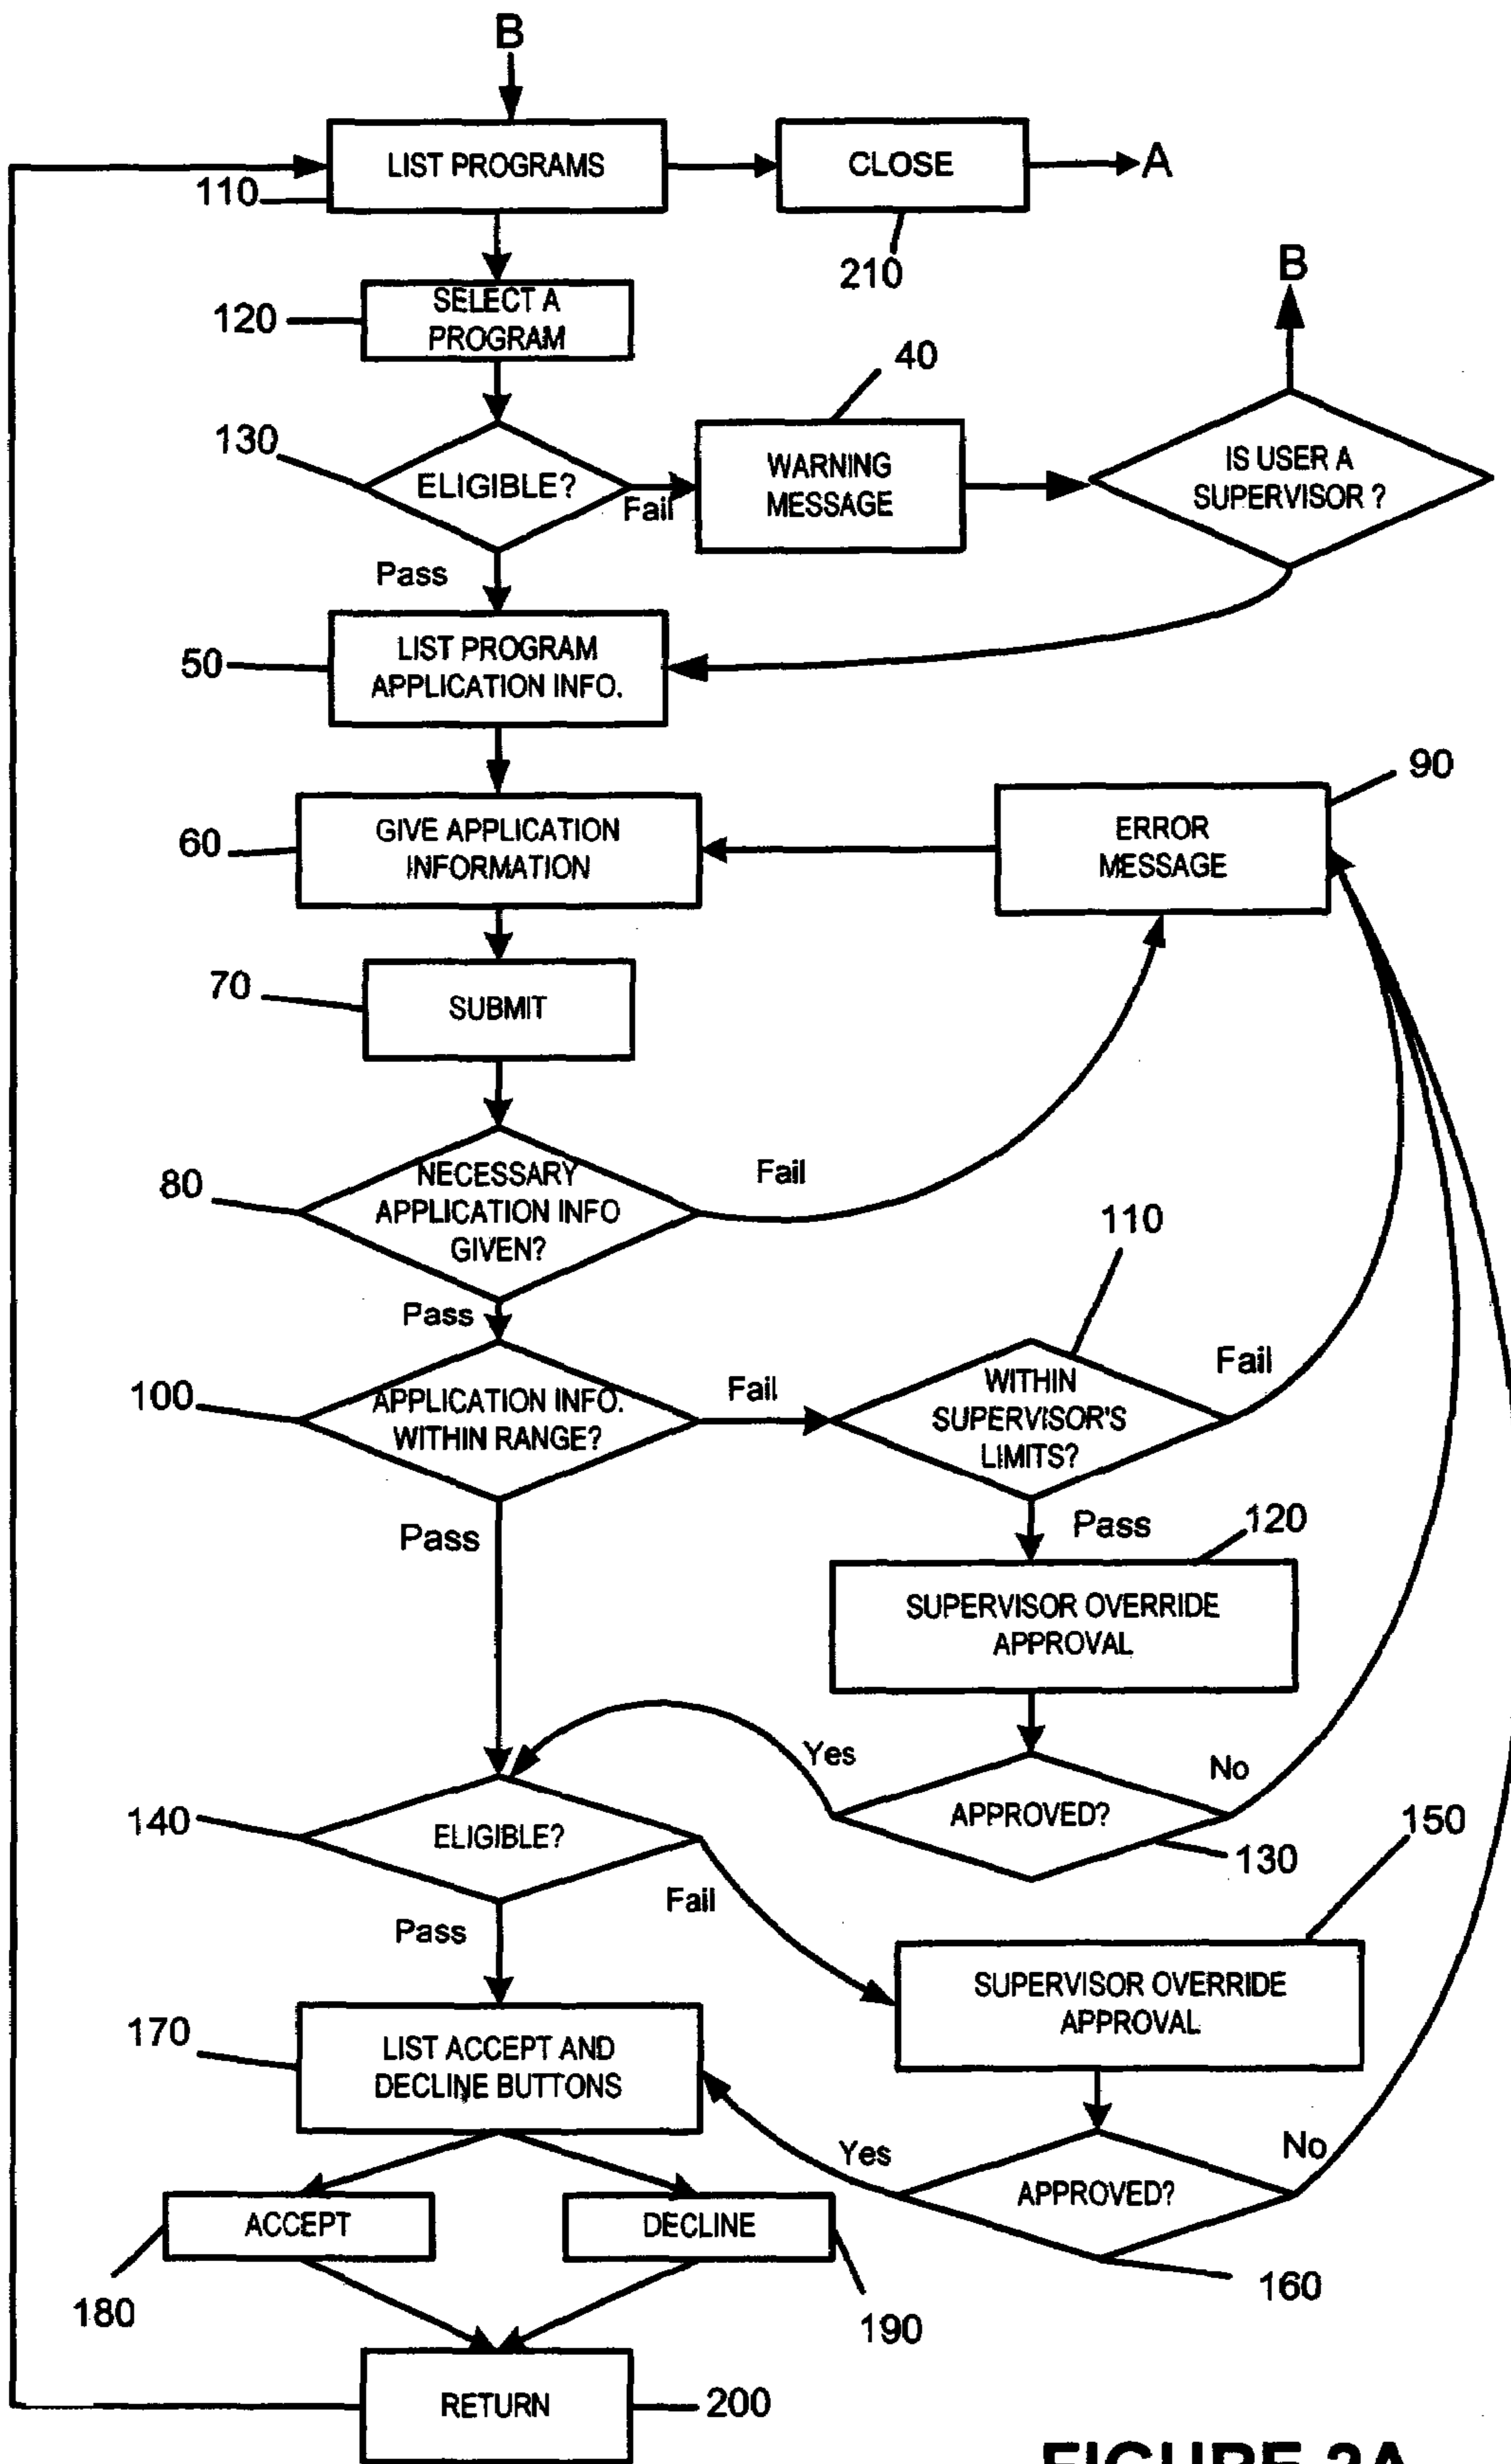 B
LIST PROGRAMS
CLOSE
A
110
210
B
SELECT A
PROGRAM
120
40
130
ELIGIBLE?
Fail
WARNING
MESSAGE
IS USER A
SUPERVISOR ?
Pass
50
LIST PROGRAM
APPLICATION INFO.
90
60
GIVE APPLICATION
INFORMATION
ERROR
MESSAGE
70
SUBMIT
80
NECESSARY
APPLICATION INFO
GIVEN?
Fail
110
Pass
100
APPLICATION INFO.
WITHIN RANGE?
Fail
WITHIN
SUPERVISOR'S
LIMITS?
Fail
Pass
Pass
120
SUPERVISOR OVERRIDE
APPROVAL
Yes
No
140
ELIGIBLE?
APPROVED?
130
150
Fail
Pass
SUPERVISOR OVERRIDE
APPROVAL
170
LIST ACCEPT AND
DECLINE BUTTONS
Yes
No
APPROVED?
ACCEPT
DECLINE
160
180
190
RETURN
200
FIGURE 2A